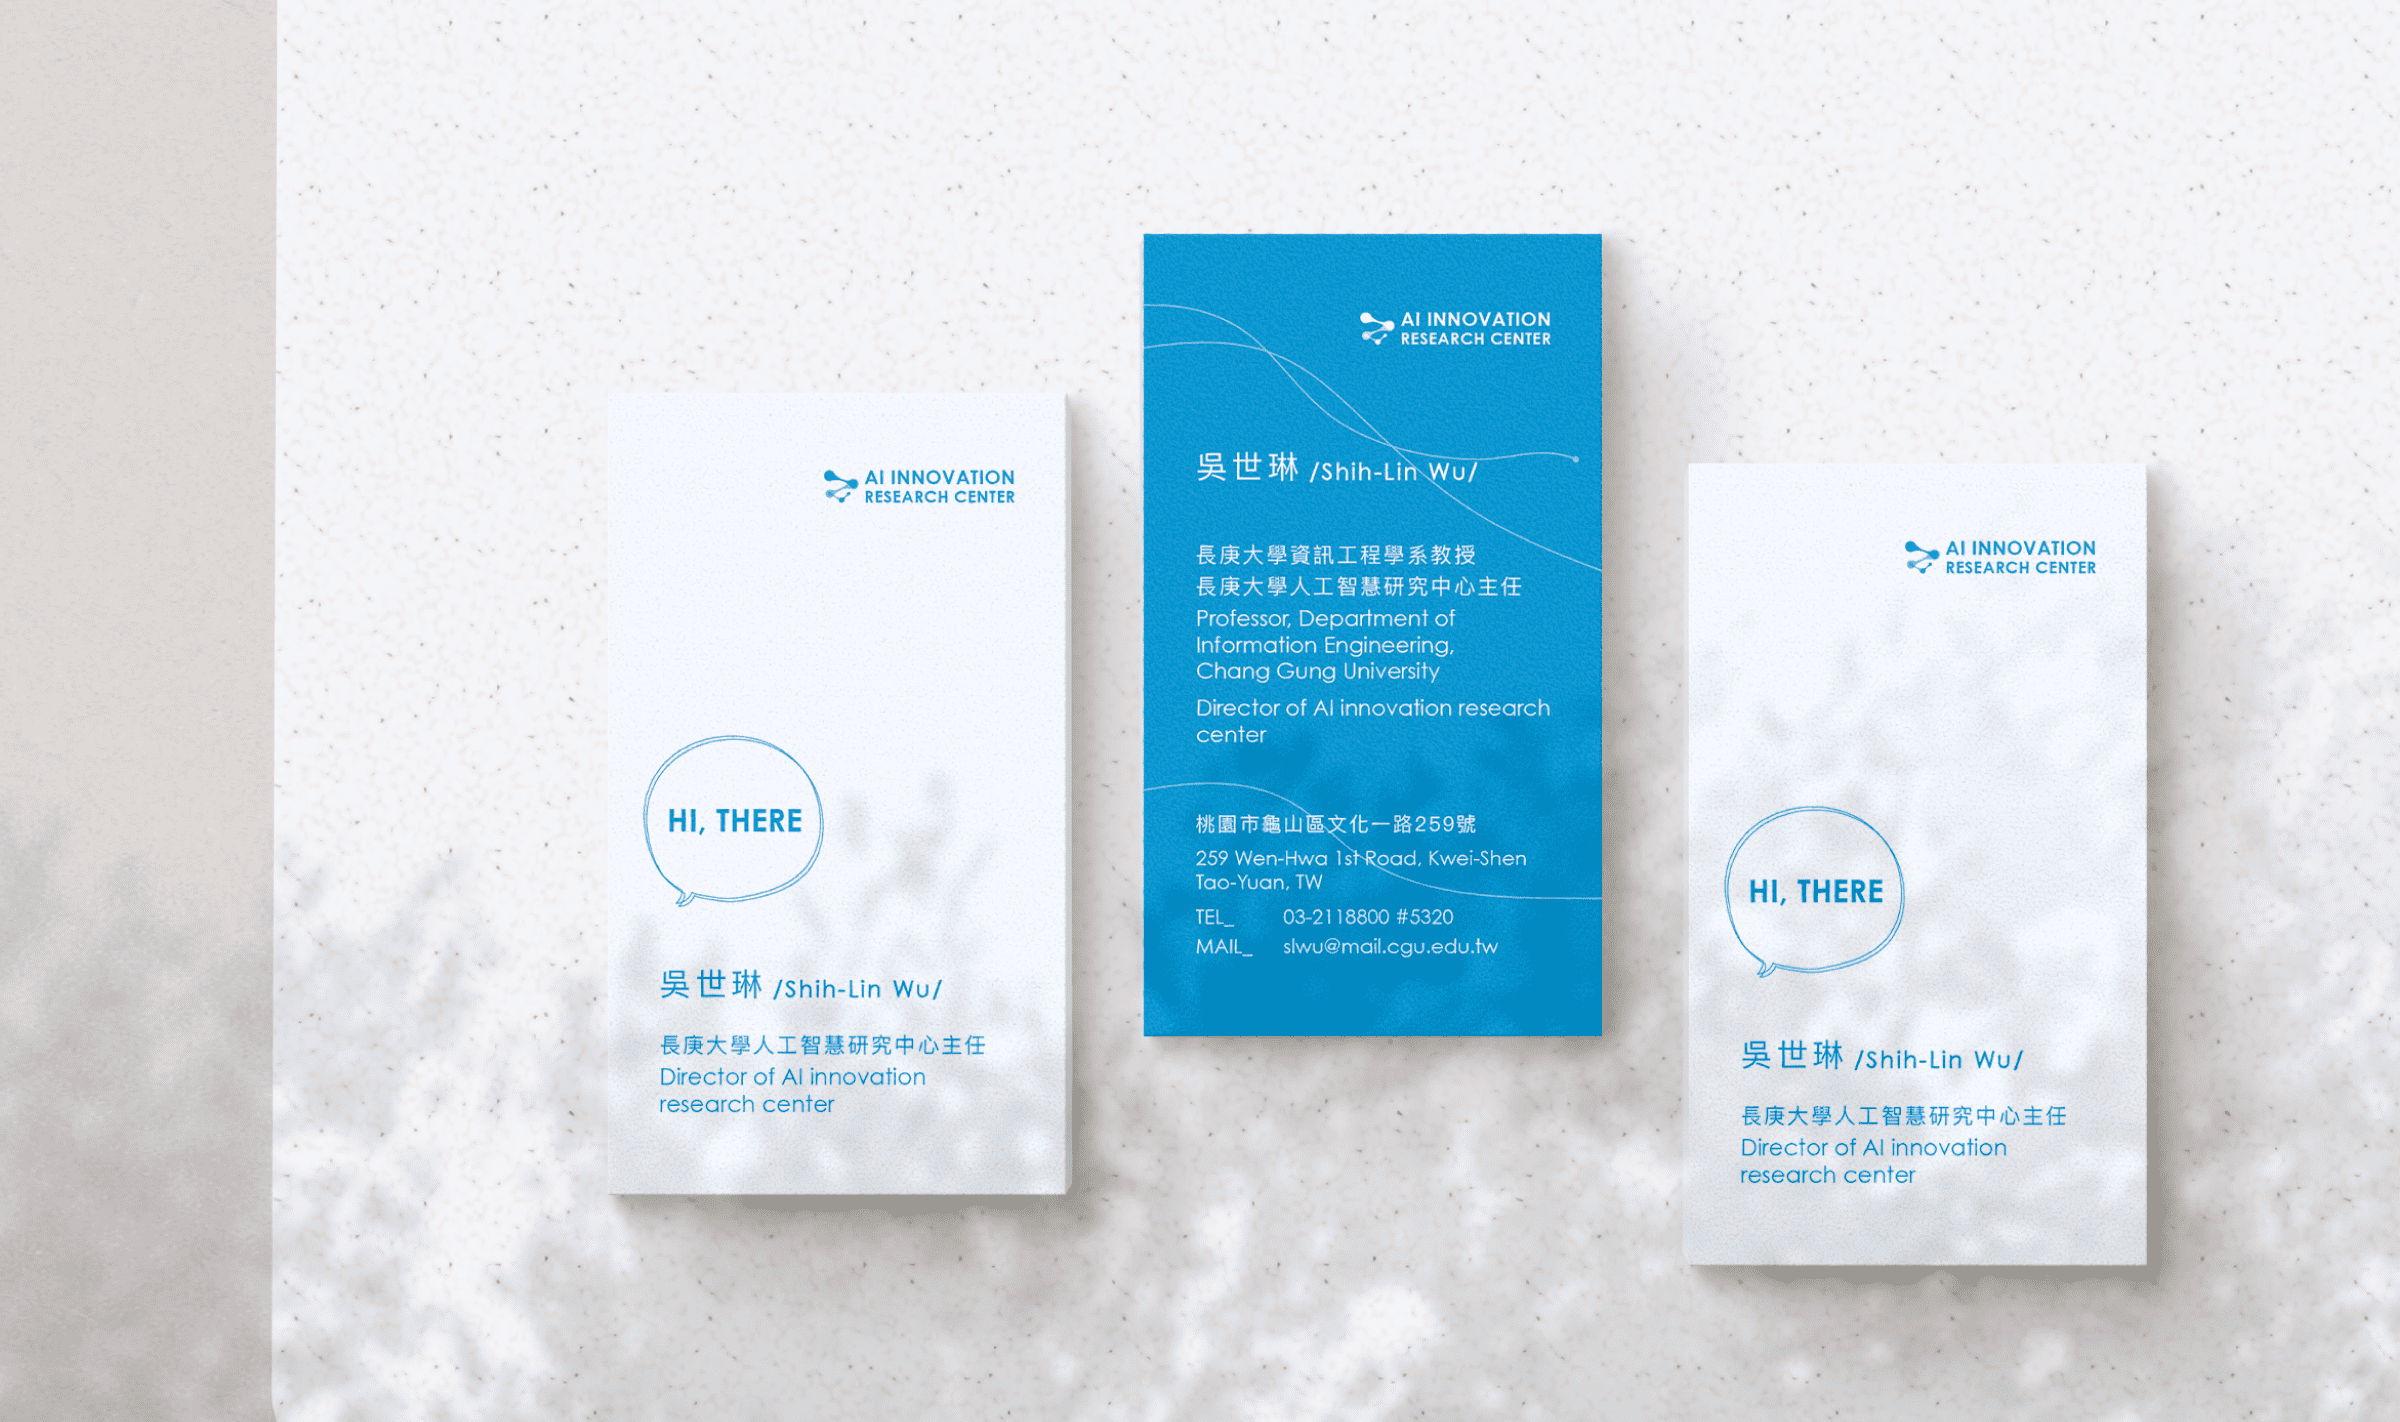 AI INNOVATION
RESEARCH CENTER
HI, THERE
吳世琳 /Shih-Lin Wu/
長庚大學人工智慧研究中心主任
Director of AI innovation
research center
AI INNOVATION
RESEARCH CENTER
吳世琳 /Shih-Lin Wu/
長庚大學資訊工程學系教授
長庚大學人工智慧研究中心主任
Professor, Department of
Information Engineering,
Chang Gung University
Director of AI innovation research
center
桃園市龜山區文化一路259號
259 Wen-Hwa 1st Road, Kwei-Shen
Tao-Yuan, TW
TEL_ 03-2118800 #5320
MAIL_ slwu@mail.cgu.edu.tw
AI INNOVATION
RESEARCH CENTER
HI, THERE
吳世琳 /Shih-Lin Wu/
長庚大學人工智慧研究中心主任
Director of AI innovation
research center